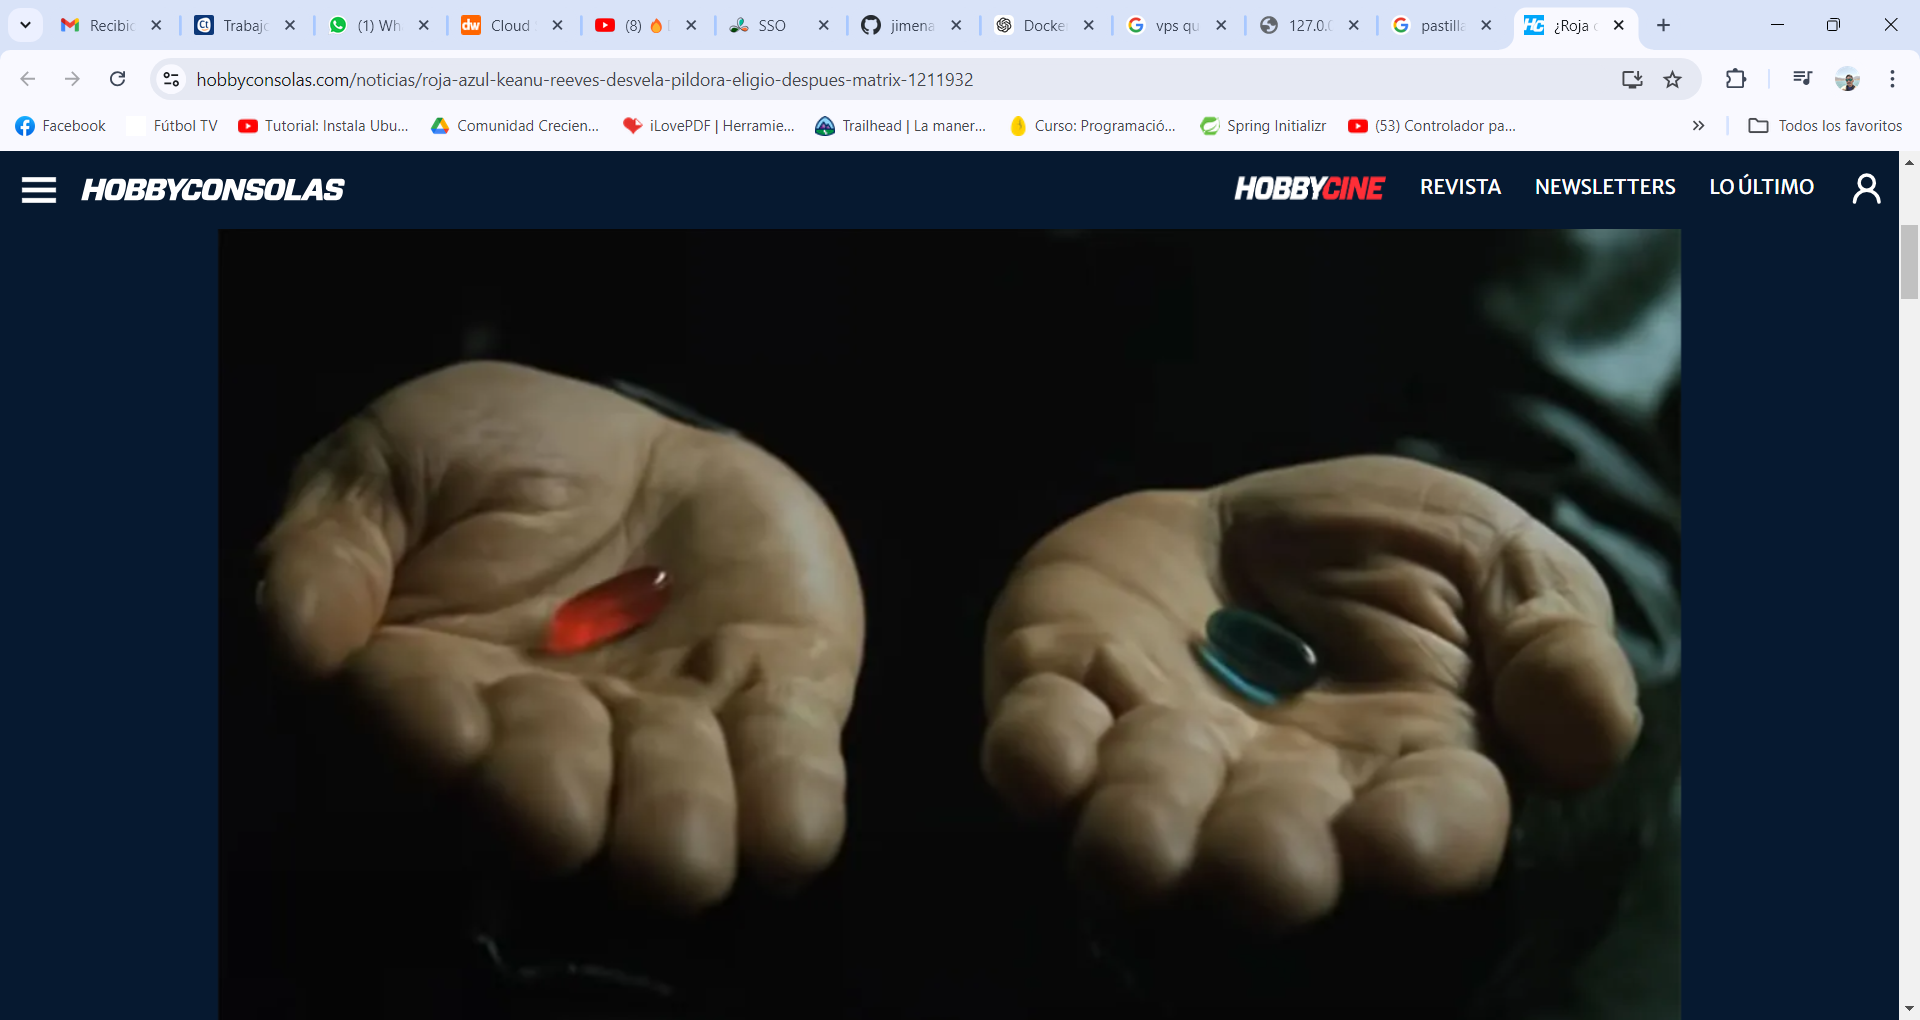 Recibic
Trabajo
(1) Wh
Cloud
(8)
SSO
jimena
Docke
vps qu
127.0.0
pastilla
¿Roja
hobbyconsolas.com/noticias/roja-azul-keanu-reeves-desvela-pildora-eligio-despues-matrix-1211932
Facebook
Fútbol TV
Tutorial: Instala Ubu...
Comunidad Crecien...
iLovePDF | Herramie...
Trailhead | La maner...
Curso: Programació...
Spring Initializr
(53) Controlador pa...
Todos los favoritos
HOBBYCONSOLAS
HOBBYCINE
REVISTA
NEWSLETTERS
LO ÚLTIMO